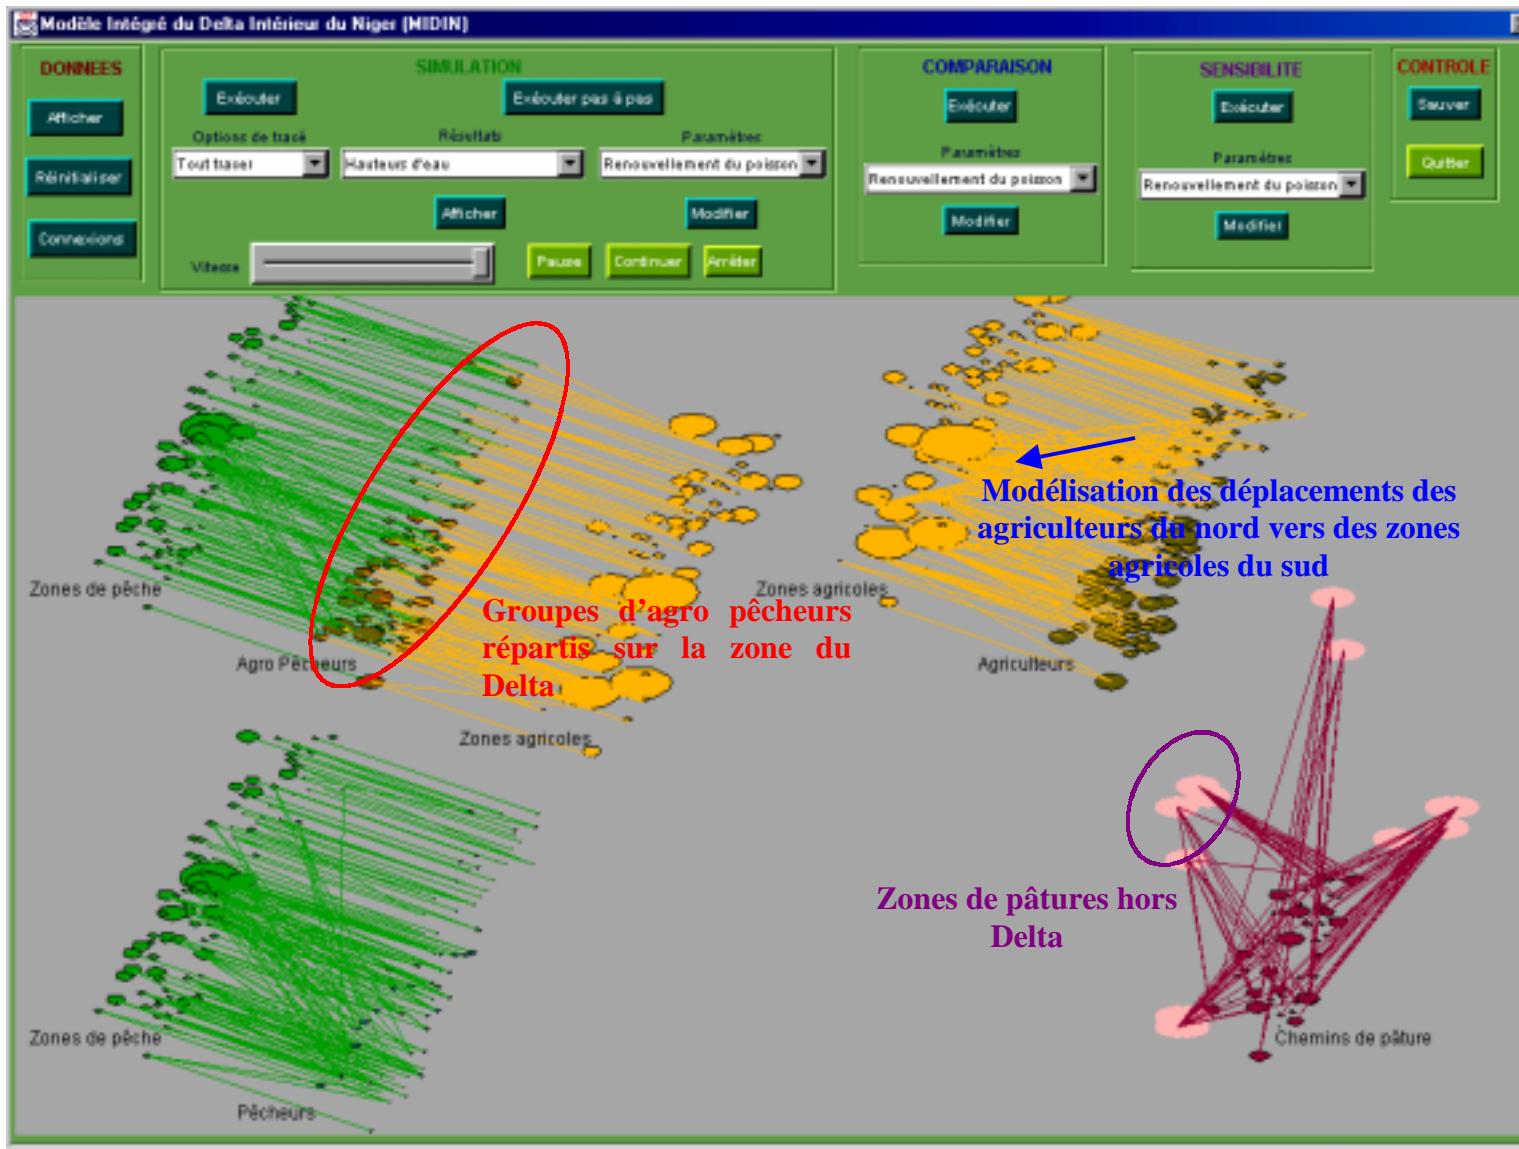 Modèle Intégré du Delta Intérieur du Niger (MIDIN)
DONNEES
Afficher
Réinitialiser
Connexions
SIMULATION
Exécuter
Exécuter pas à pas
Options de tracé
Résultats
Paramètres
Tout tracer
Hauteurs d'eau
Renouvellement du poisson
Afficher
Modifier
Vitesse
Pause
Continuer
Arrêter
COMPARAISON
Exécuter
Paramètres
Renouvellement du poisson
Modifier
SENSIBILITE
Exécuter
Paramètres
Renouvellement du poisson
Modifier
CONTROLE
Sauver
Quitter
Zones de pêche
Agro Pêcheurs
Zones agricoles
Groupes d'agro pêcheurs
répartis sur la zone du
Delta
Zones agricoles
Agriculteurs
Modélisation des déplacements des
agriculteurs du nord vers des zones
agricoles du sud
Zones de pêche
Pêcheurs
Zones de pâtures hors
Delta
Chemins de pâture